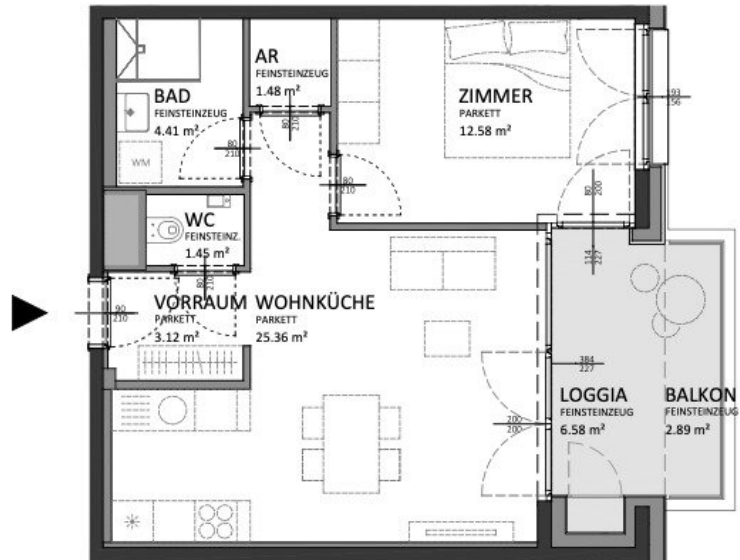 AR
FEINSTEINZEUG
1.48 m²
BAD
FEINSTEINZEUG
4.41 m²
WM
ZIMMER
PARKETT
12.58 m²
93
56
80
210
80
210
80
210
80
200
114
227
WC
FEINSTEINZ.
1.45 m²
80
210
90
210
VORRAUM
PARKETT
3.12 m²
WOHNKÜCHE
PARKETT
25.36 m²
384
227
200
200
LOGGIA
FEINSTEINZEUG
6.58 m²
BALKON
FEINSTEINZEUG
2.89 m²